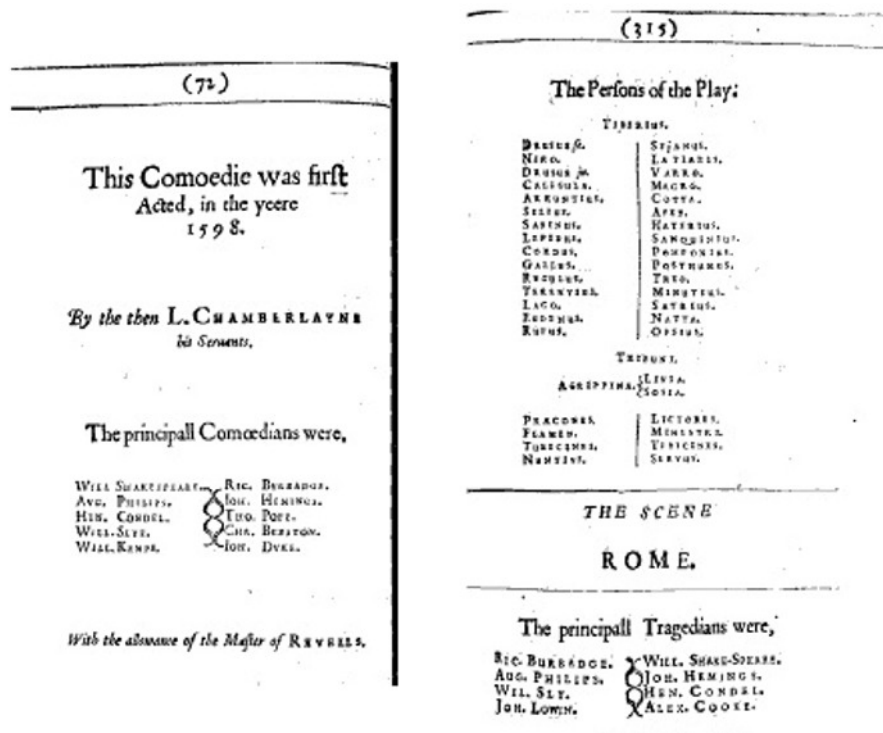 (72)
This Comoedie was first
Acted, in the yeere
1598.
By the then L. CHAMBERLAYNE
his Seruants.
The principall Comœdians were,
WILL SHAKESPEARE. RIC. BURBADGE.
AUG. PHILIPS. IOH. HEMINGS.
HEN. CONDEL. THO. POPE.
WILL. SLYE. CHR. BEESTON.
WILL. KEMPE. IOH. DUKE.
With the allowance of the Master of REVELLS.
(315)
The Persons of the Play.
TIBERIUS.
DRUSUS se. SEJANUS.
NERO. LATIARIS.
DRUSUS ju. VARRO.
CALIGULA. MACRO.
ARRUNTIUS. COTTA.
SILIUS. AFER.
SABINUS. HATERIUS.
LEPIDUS. SANQUINIUS.
CORDUS. POMPONIUS.
GALLUS. POSTHUMUS.
REGULUS. TRIO.
TERENTIUS. MINUTIUS.
LACO. SATRIUS.
EUDEMUS. NATTA.
RUFUS. OPSIUS.
TRIBUNI.
AGRIPPINA. LIVIA.
SOSIA.
PRÆCONES. LICTORES.
FLAMEN. MINISTRI.
TUBICINES. TIBICINES.
NUNTIUS. SERVUS.
THE SCENE
ROME.
The principall Tragedians were,
RIC. BURBADGE. WILL. SHAKE-SPEARE.
AUG. PHILIPS. JOH. HEMINGS.
WIL. SLY. HEN. CONDEL.
JOH. LOWIN. ALEX. COOKE.